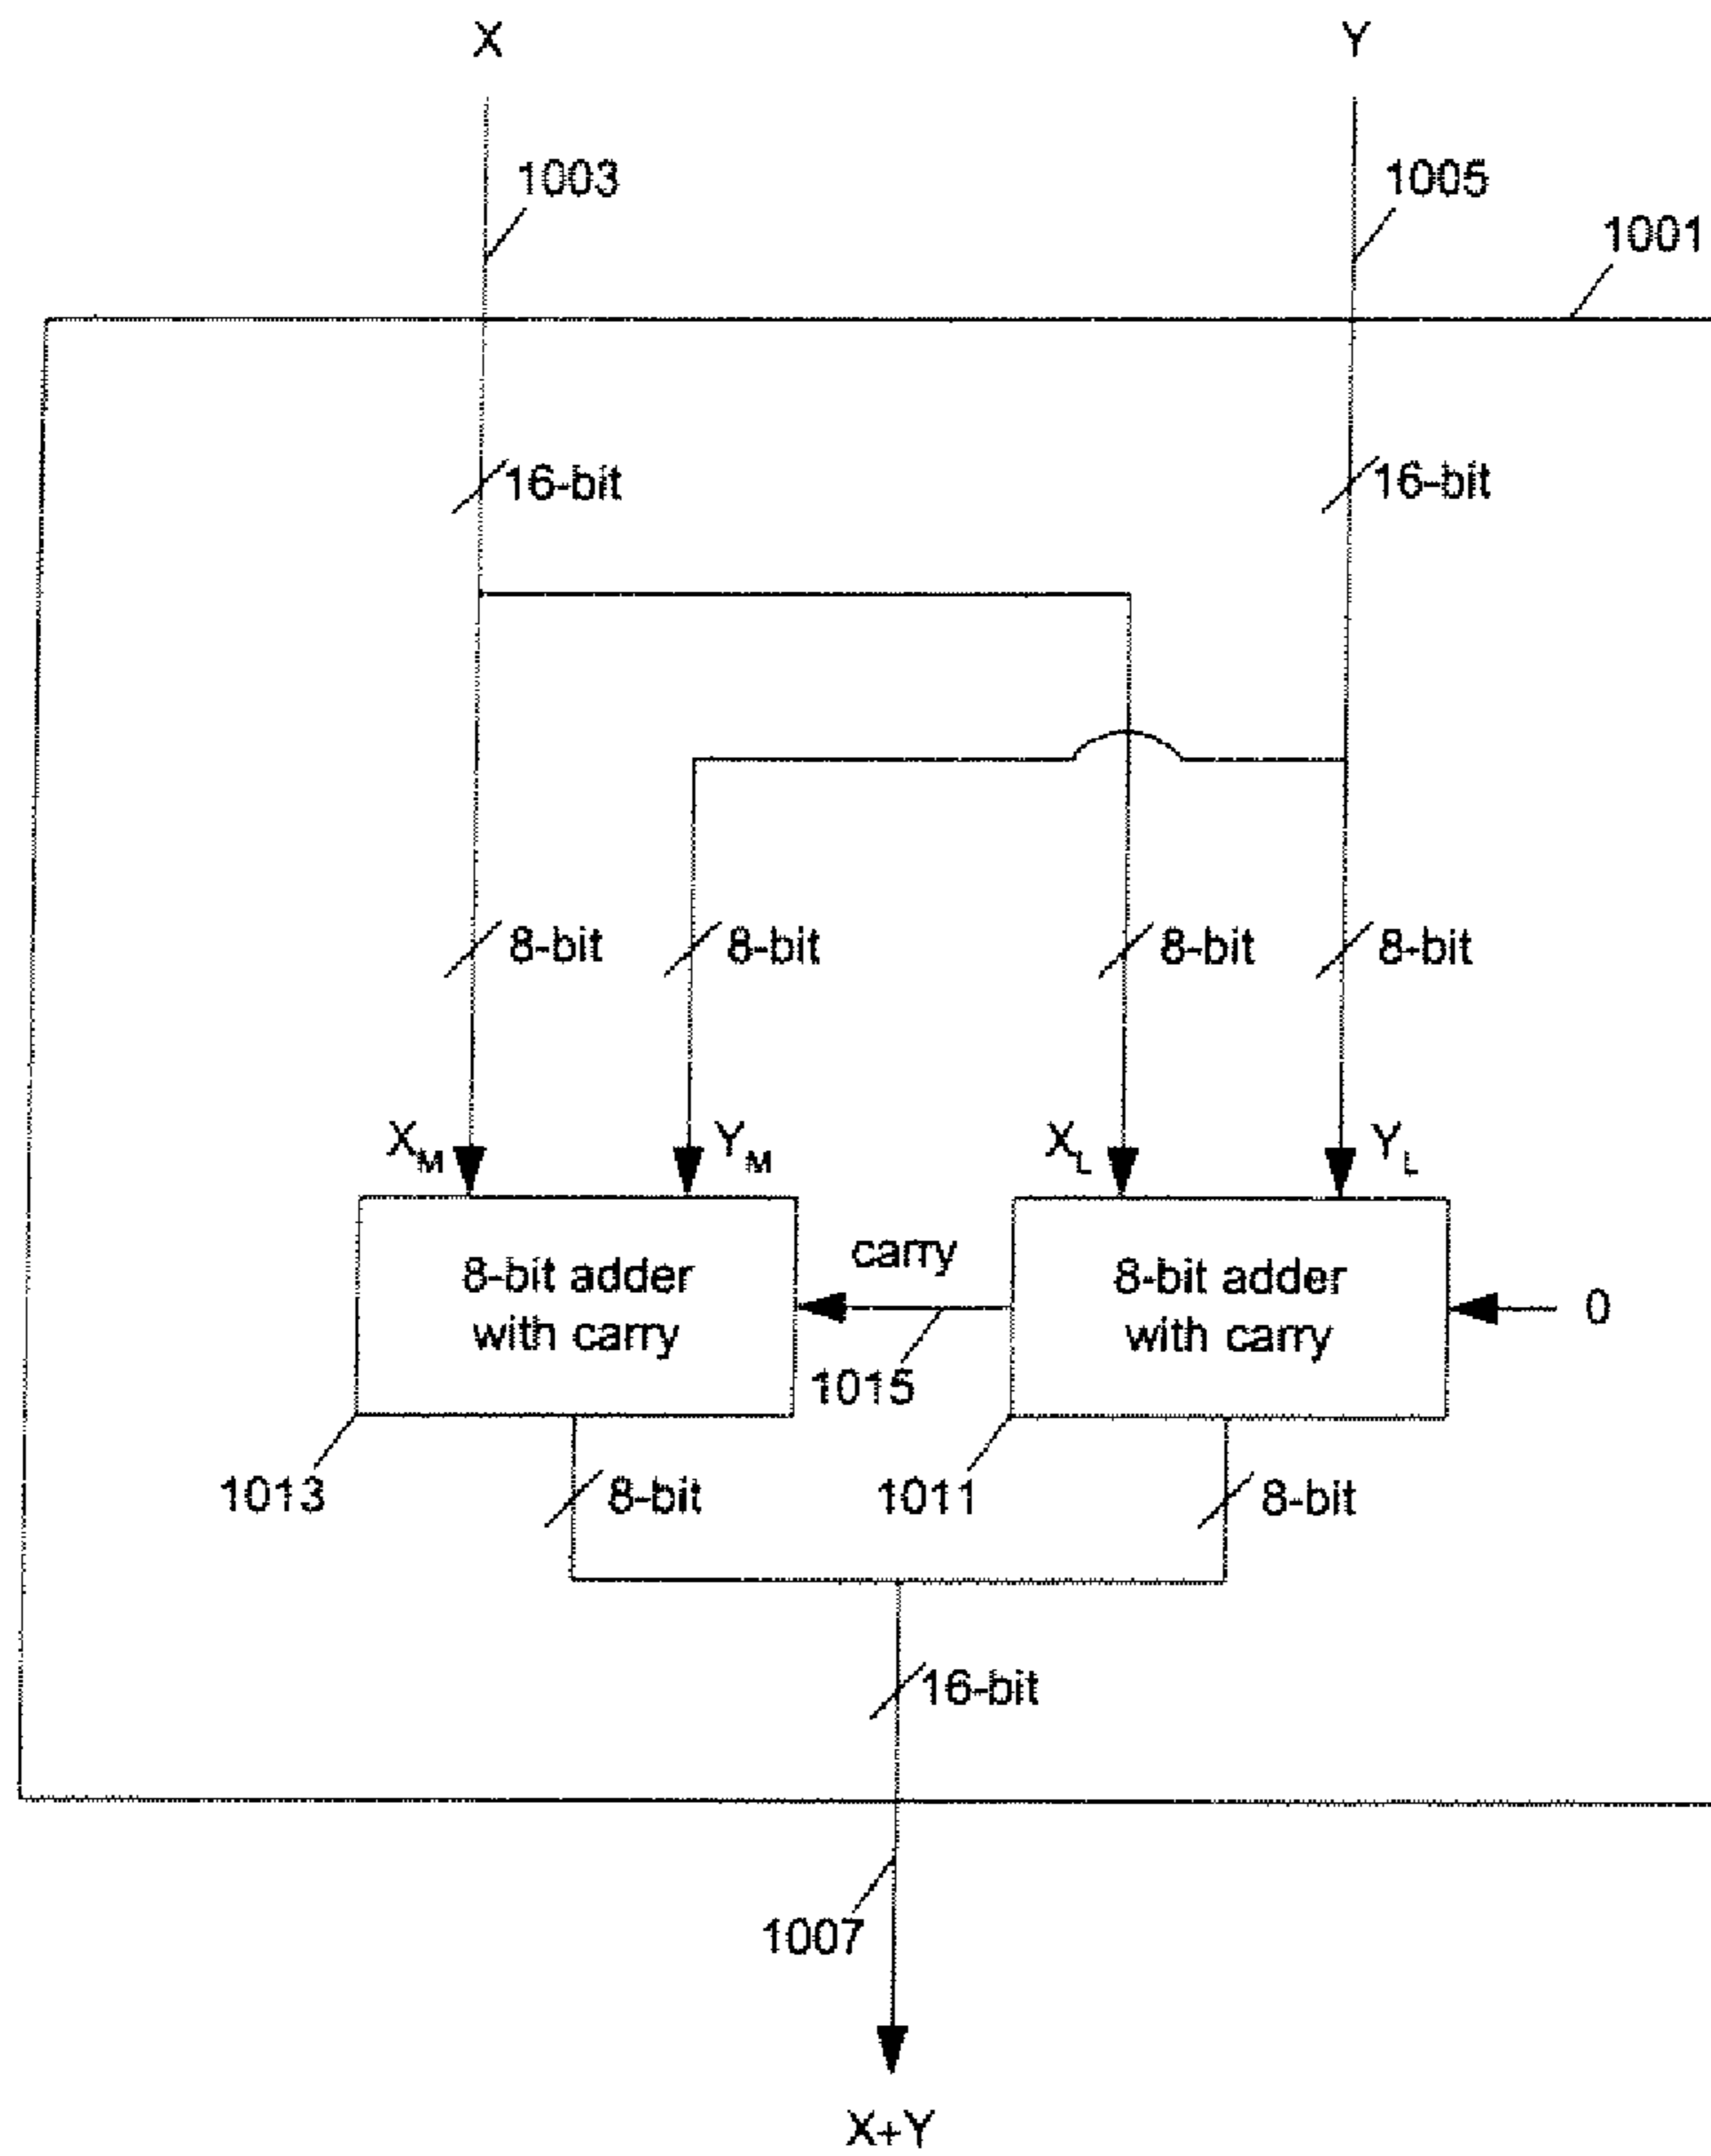 X
Y
1003
1005
1001
16-bit
16-bit
8-bit
8-bit
8-bit
8-bit
XM
YM
XL
YL
8-bit adder
with carry
carry
8-bit adder
with carry
0
1015
1013
8-bit
1011
8-bit
16-bit
1007
X+Y